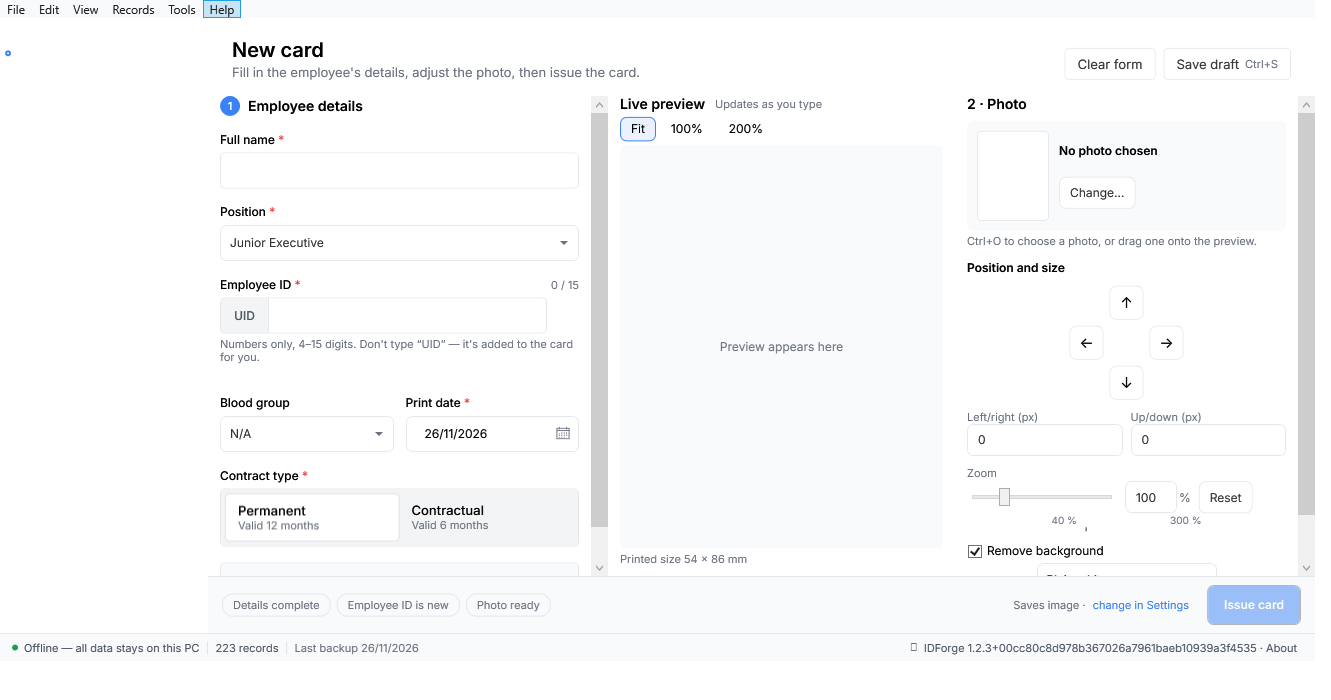 File Edit View Records Tools Help
New card
Fill in the employee's details, adjust the photo, then issue the card.
Clear form
Save draft Ctrl+S
1 Employee details
Full name *
Position *
Junior Executive
Employee ID * 0 / 15
UID
Numbers only, 4–15 digits. Don't type “UID” — it's added to the card
for you.
Blood group
Print date *
N/A
26/11/2026
Contract type *
Permanent
Valid 12 months
Contractual
Valid 6 months
Live preview Updates as you type
Fit 100% 200%
Preview appears here
Printed size 54 × 86 mm
2 · Photo
No photo chosen
Change...
Ctrl+O to choose a photo, or drag one onto the preview.
Position and size
↑
← →
↓
Left/right (px) Up/down (px)
0 0
Zoom
100 % Reset
40 % 300 %
Remove background
Details complete Employee ID is new Photo ready
Saves image · change in Settings
Issue card
Offline — all data stays on this PC 223 records Last backup 26/11/2026
IDForge 1.2.3+00cc80c8d978b367026a7961baeb10939a3f4535 · About